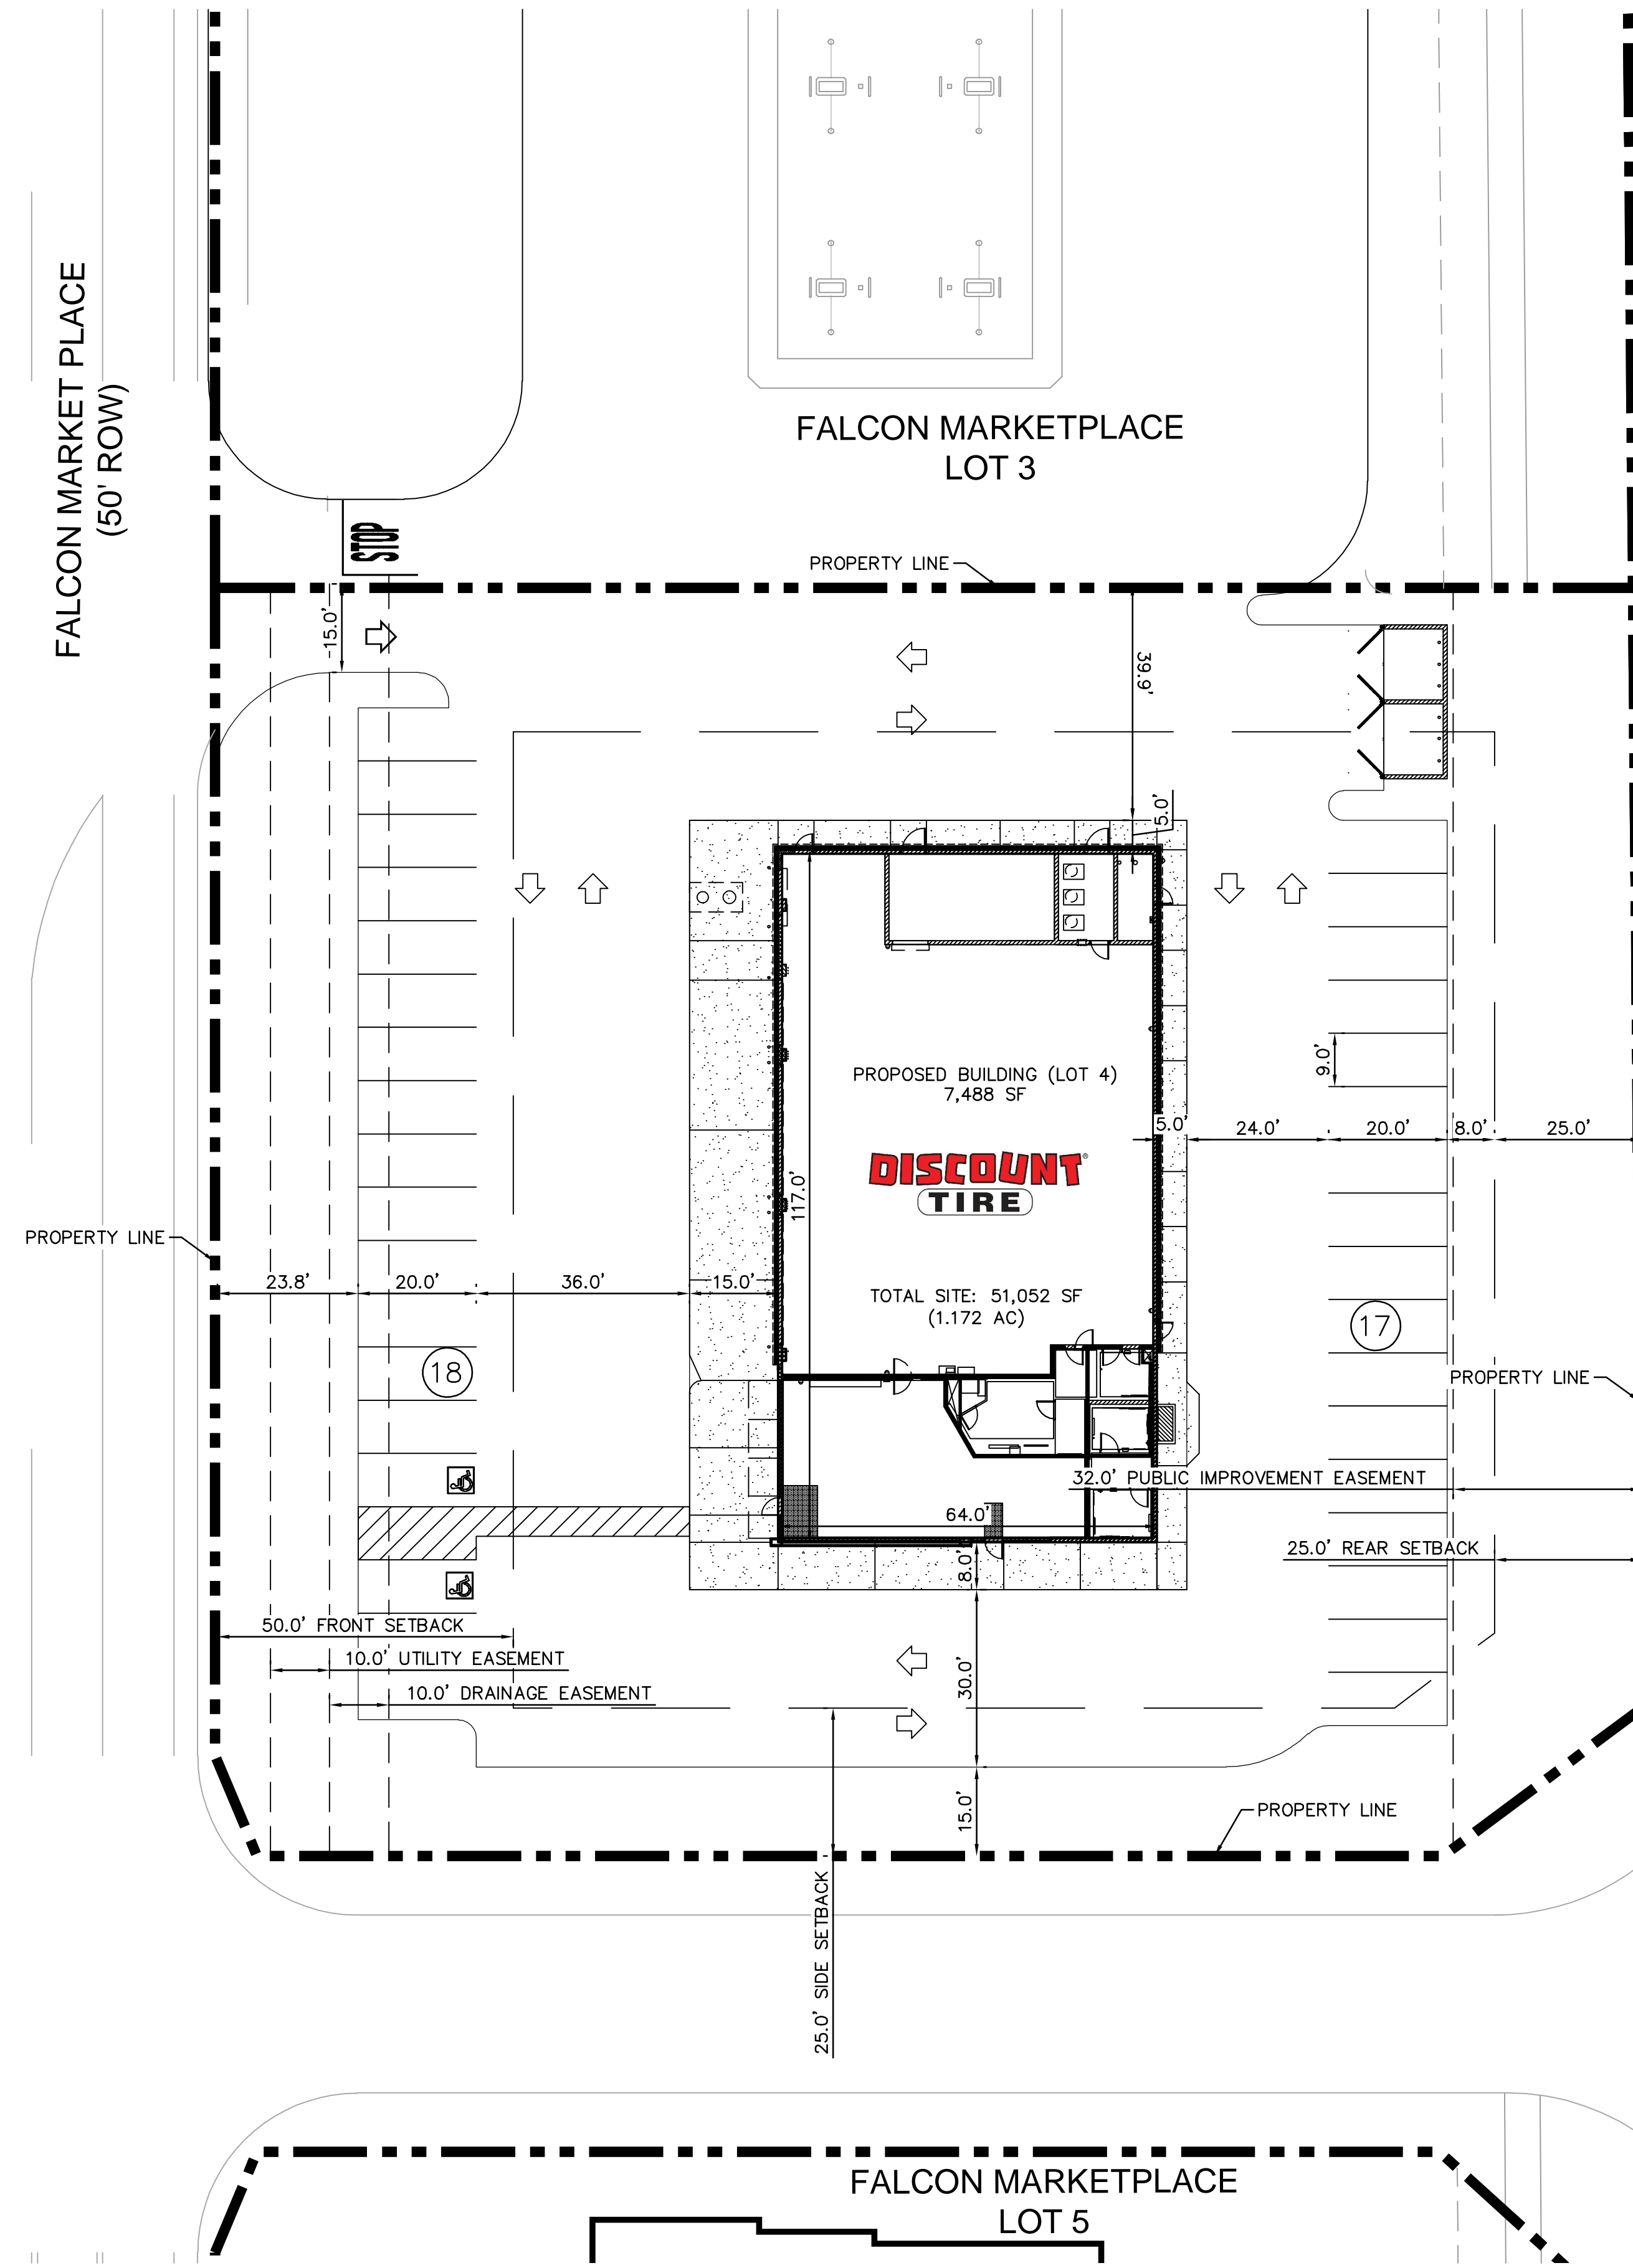 FALCON MARKET PLACE
(50' ROW)
FALCON MARKETPLACE
LOT 3
STOP
PROPERTY LINE
15.0'
39.9'
5.0'
PROPOSED BUILDING (LOT 4)
7,488 SF
9.0'
5.0'
24.0'
20.0'
8.0'
25.0'
DISCOUNT®
TIRE
117.0'
PROPERTY LINE
23.8'
20.0'
36.0'
15.0'
TOTAL SITE: 51,052 SF
(1.172 AC)
17
18
PROPERTY LINE
32.0' PUBLIC IMPROVEMENT EASEMENT
64.0'
25.0' REAR SETBACK
8.0'
50.0' FRONT SETBACK
10.0' UTILITY EASEMENT
10.0' DRAINAGE EASEMENT
30.0'
15.0'
PROPERTY LINE
25.0' SIDE SETBACK
FALCON MARKETPLACE
LOT 5